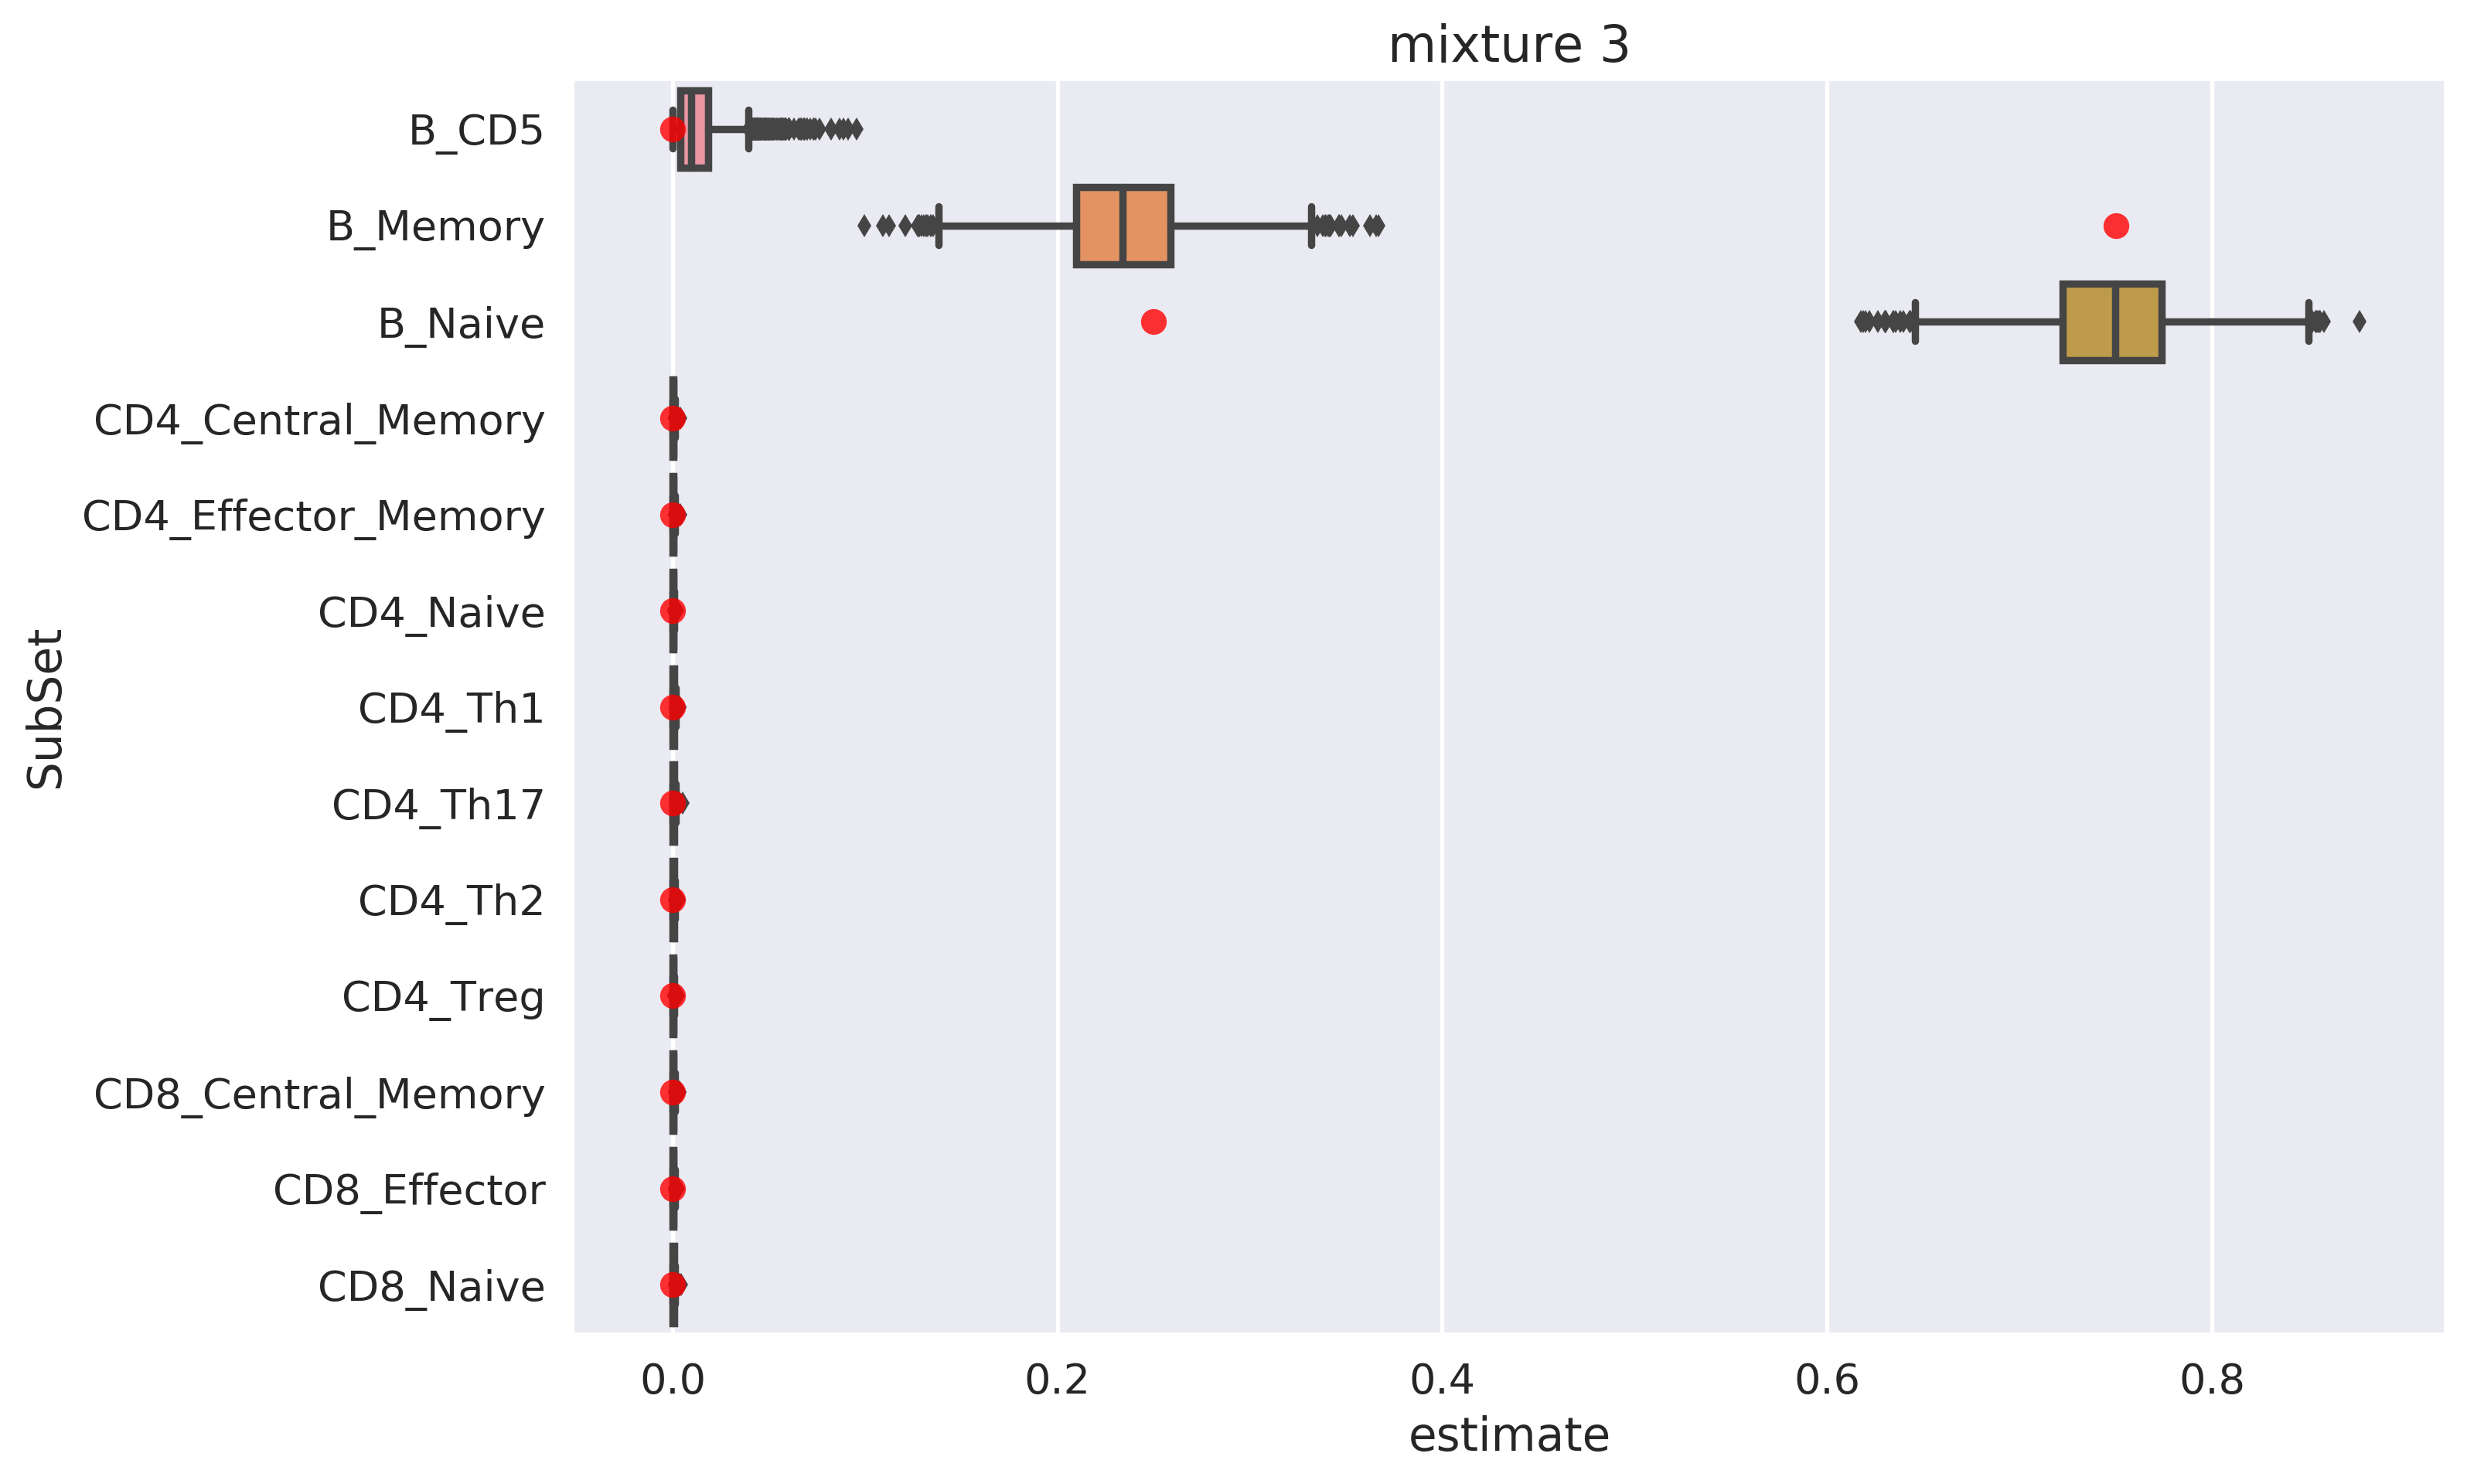 mixture 3
B_CD5
B_Memory
B_Naive
CD4_Central_Memory
CD4_Effector_Memory
CD4_Naive
CD4_Th1
CD4_Th17
CD4_Th2
CD4_Treg
CD8_Central_Memory
CD8_Effector
CD8_Naive
SubSet
0.0 0.2 0.4 0.6 0.8
estimate